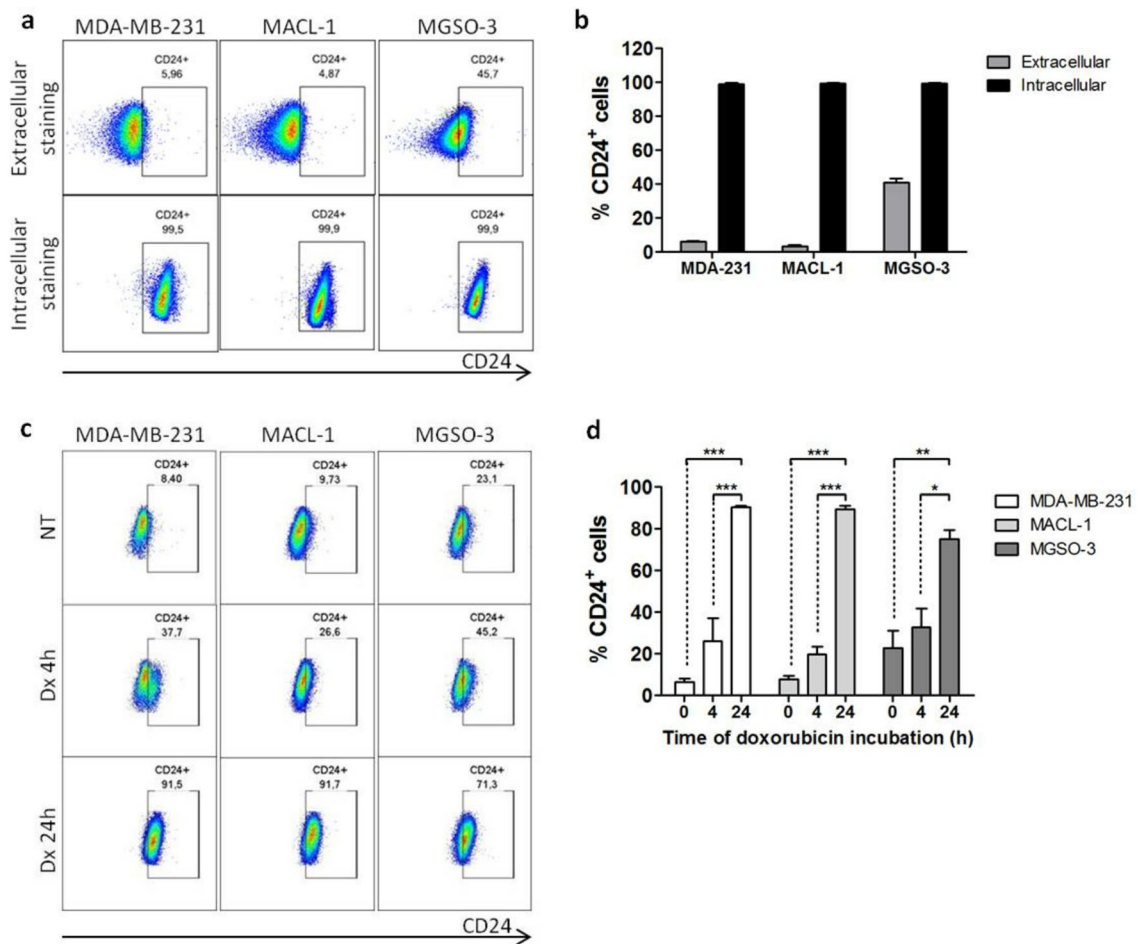 a
MDA-MB-231 MACL-1 MGSO-3
Extracellular
staining
CD24+
5,96
CD24+
4,87
CD24+
45,7
Intracellular
staining
CD24+
99,5
CD24+
99,9
CD24+
99,9
CD24
b
% CD24+ cells
120
100
80
60
40
20
0
MDA-231 MACL-1 MGSO-3
Extracellular
Intracellular
c
MDA-MB-231 MACL-1 MGSO-3
NT
CD24+
8,40
CD24+
9,73
CD24+
23,1
Dx 4h
CD24+
37,7
CD24+
26,6
CD24+
45,2
Dx 24h
CD24+
91,5
CD24+
91,7
CD24+
71,3
CD24
d
*** *** **
*** *** *
% CD24+ cells
100
80
60
40
20
0
0 4 24 0 4 24 0 4 24
Time of doxorubicin incubation (h)
MDA-MB-231
MACL-1
MGSO-3